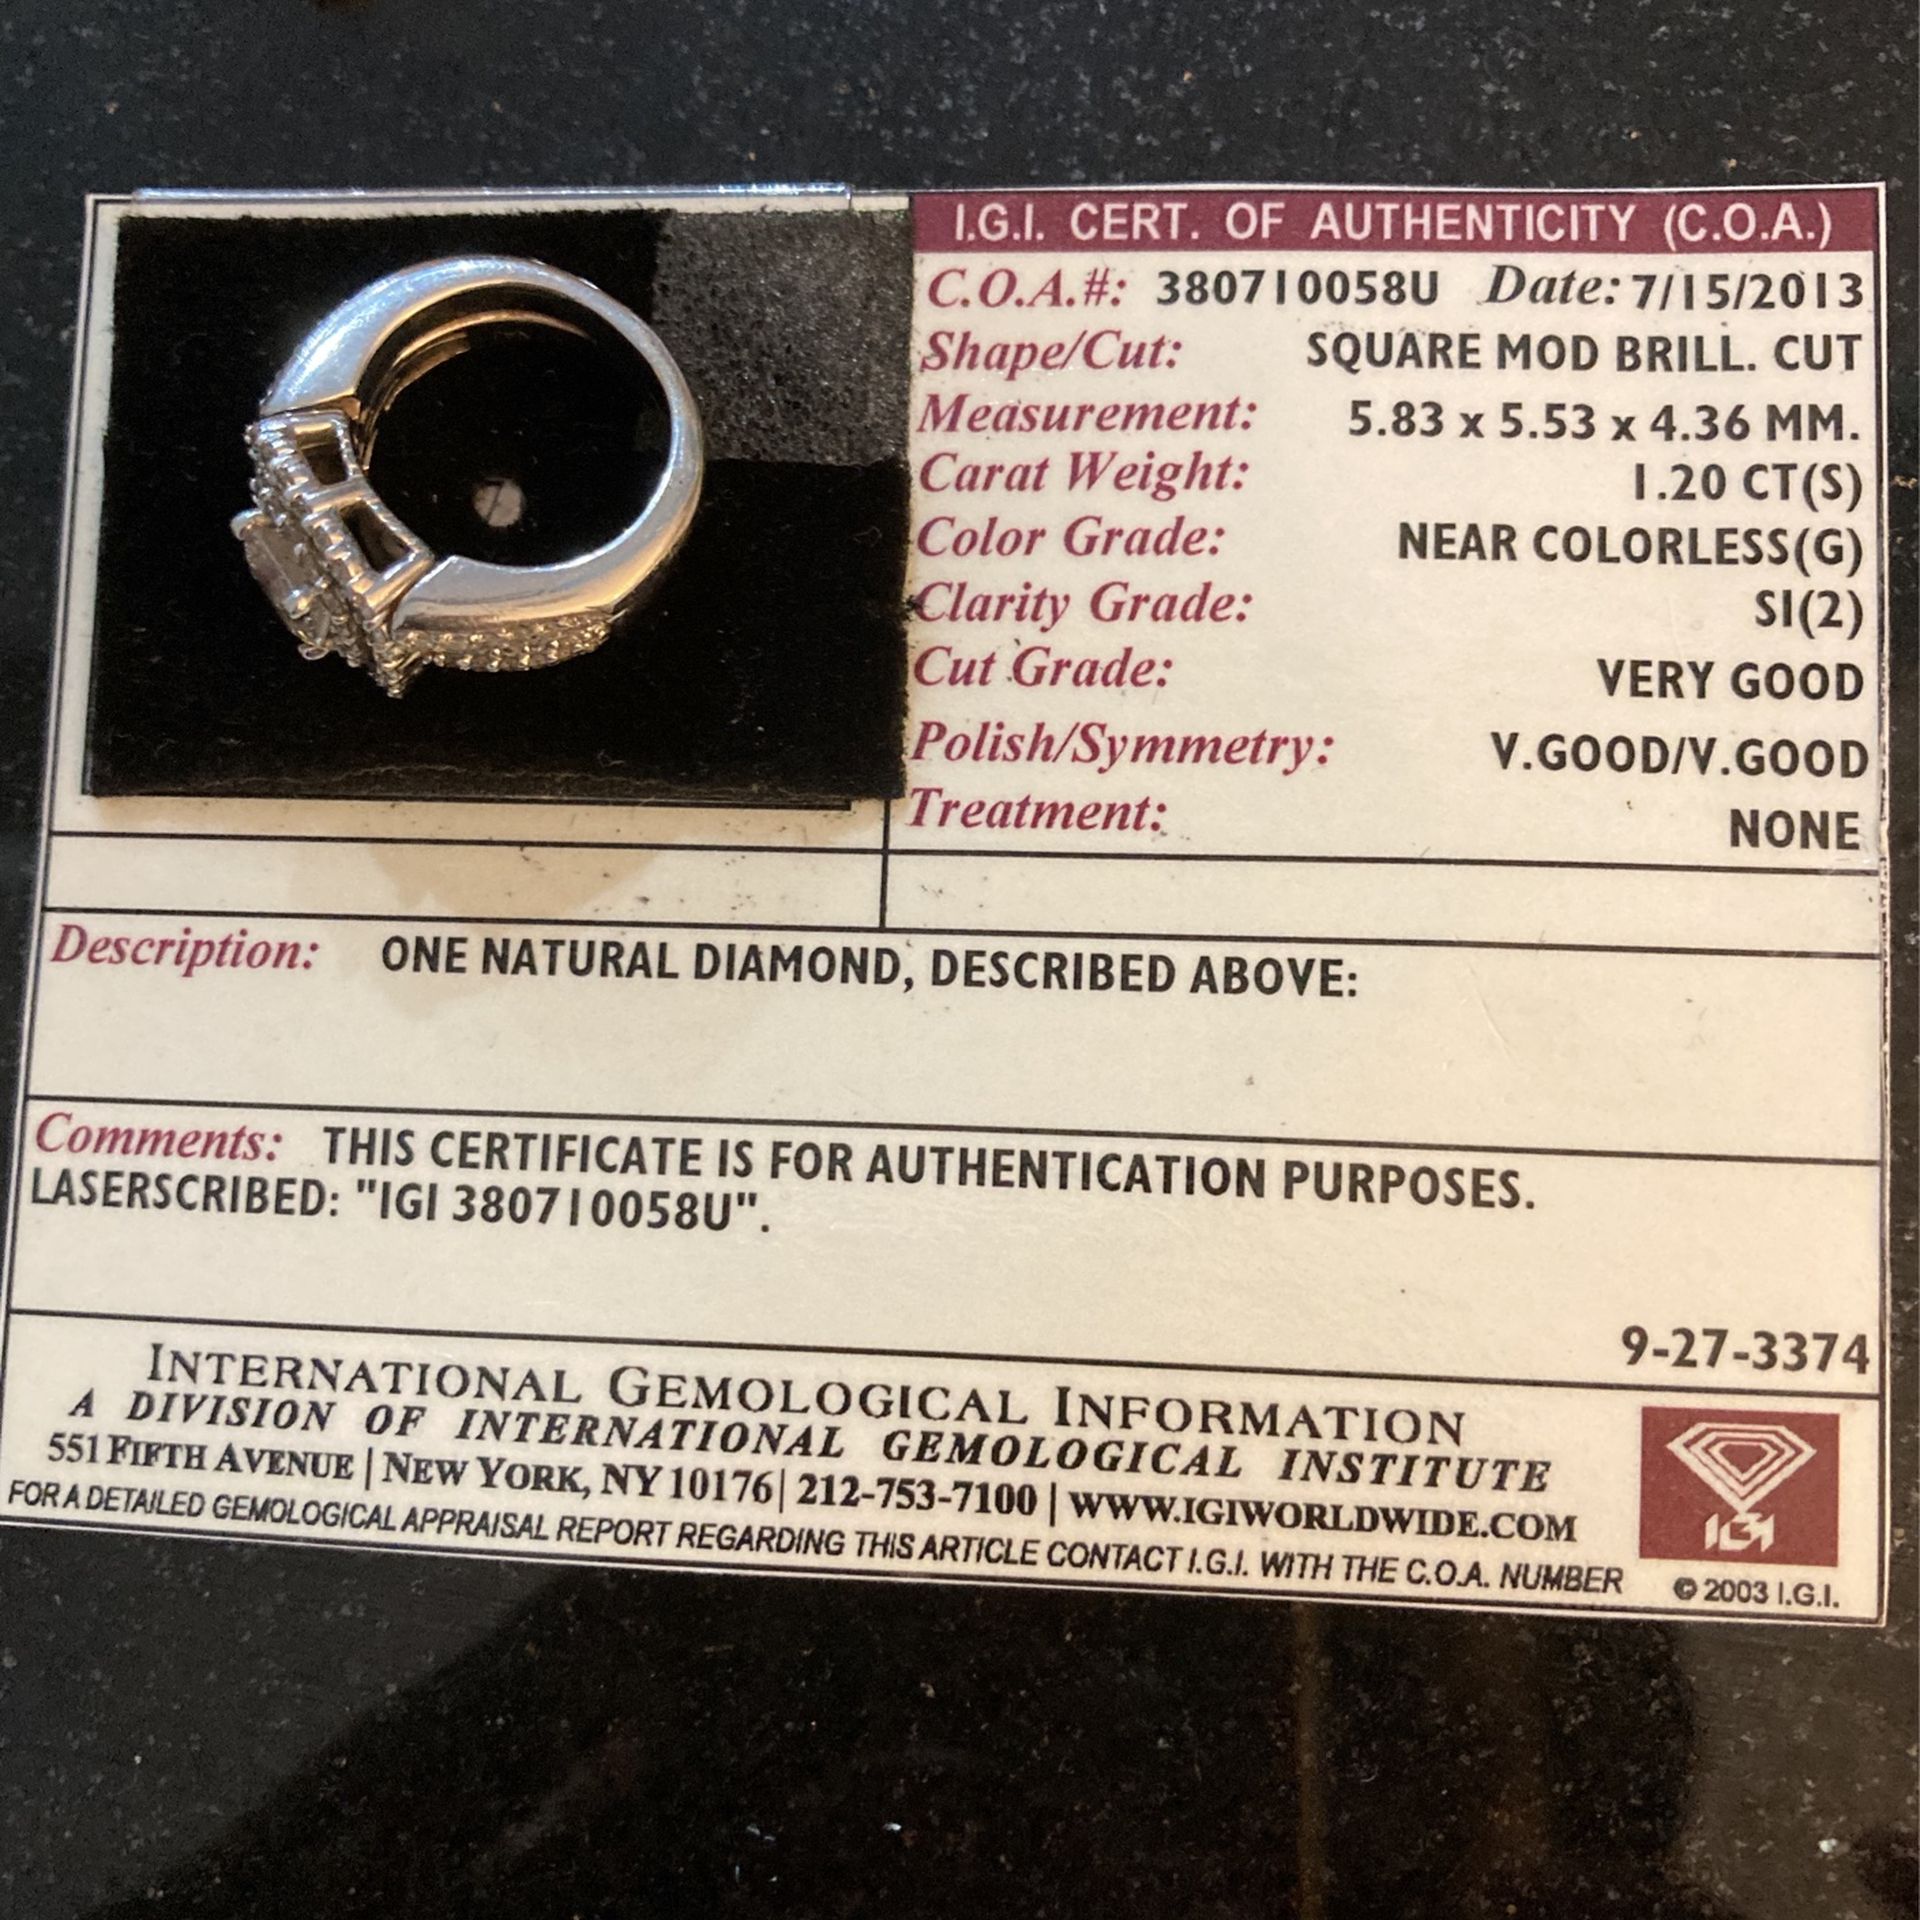 I.G.I. CERT. OF AUTHENTICITY (C.O.A.)
C.O.A.#: 380710058U Date: 7/15/2013
Shape/Cut: SQUARE MOD BRILL. CUT
Measurement: 5.83 x 5.53 x 4.36 MM.
Carat Weight: 1.20 CT(S)
Color Grade: NEAR COLORLESS(G)
Clarity Grade: SI(2)
Cut Grade: VERY GOOD
Polish/Symmetry: V.GOOD/V.GOOD
Treatment: NONE
Description: ONE NATURAL DIAMOND, DESCRIBED ABOVE:
Comments: THIS CERTIFICATE IS FOR AUTHENTICATION PURPOSES.
LASERSCRIBED: "IGI 380710058U".
9-27-3374
INTERNATIONAL GEMOLOGICAL INFORMATION
A DIVISION OF INTERNATIONAL GEMOLOGICAL INSTITUTE
551 FIFTH AVENUE | NEW YORK, NY 10176 | 212-753-7100 | WWW.IGIWORLDWIDE.COM
FOR A DETAILED GEMOLOGICAL APPRAISAL REPORT REGARDING THIS ARTICLE CONTACT I.G.I. WITH THE C.O.A. NUMBER
IGI
© 2003 I.G.I.